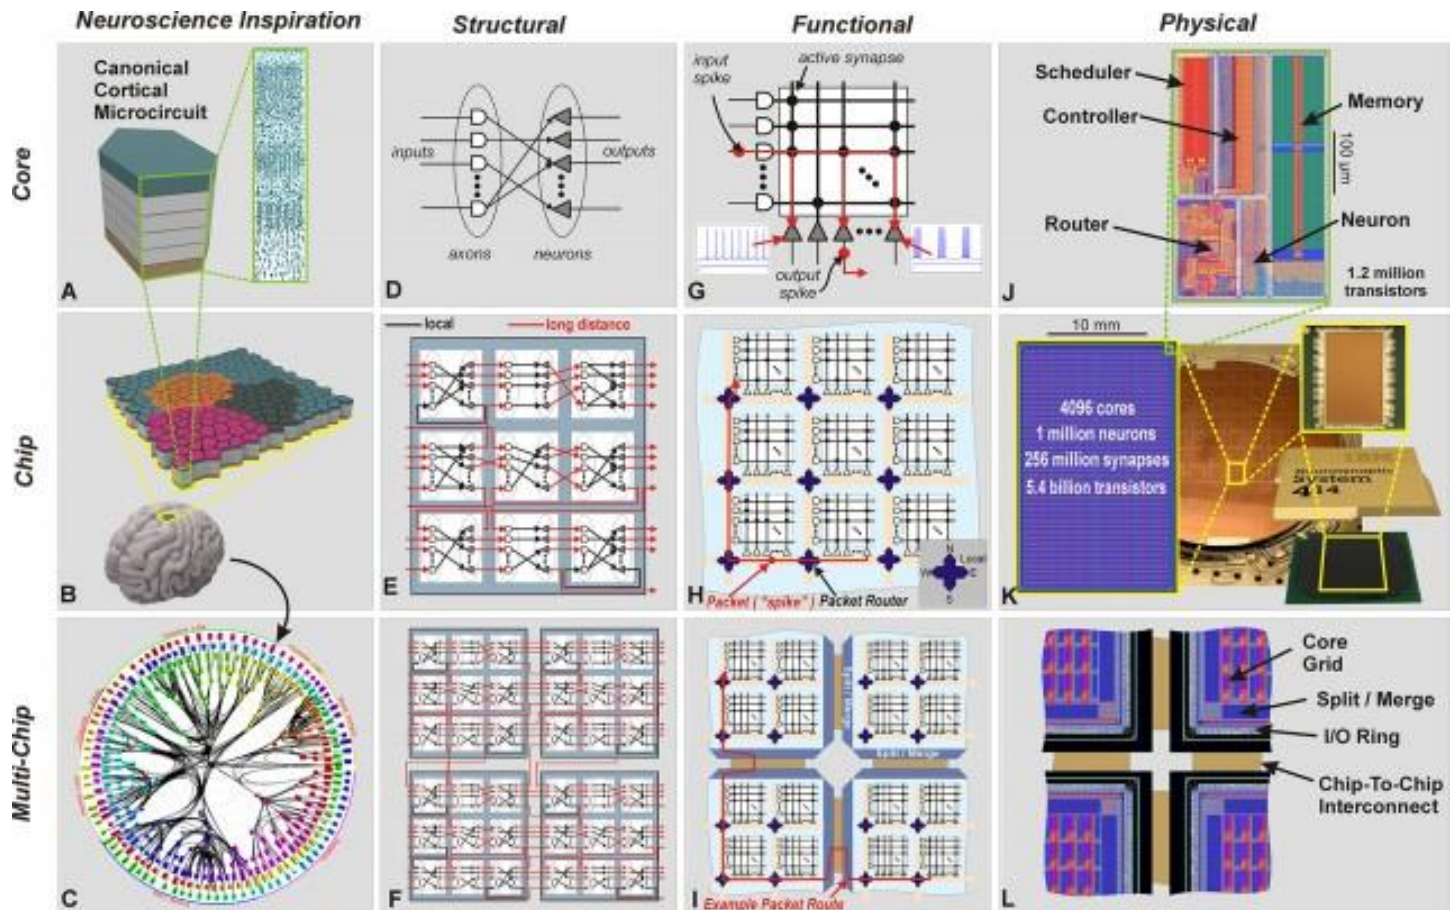 Neuroscience Inspiration
Structural
Functional
Physical
Core
Canonical
Cortical
Microcircuit
A
inputs
outputs
axons
neurons
D
input
spike
active synapse
output
spike
G
Scheduler
Controller
Memory
100 µm
Router
Neuron
1.2 million
transistors
J
Chip
B
local
long distance
E
Packet ( "spike" )
Packet Router
N
Local
W
E
S
H
10 mm
4096 cores
1 million neurons
256 million synapses
5.4 billion transistors
System
414
K
Multi-Chip
C
F
Split / Merge
Example Packet Route
I
Core
Grid
Split / Merge
I/O Ring
Chip-To-Chip
Interconnect
L